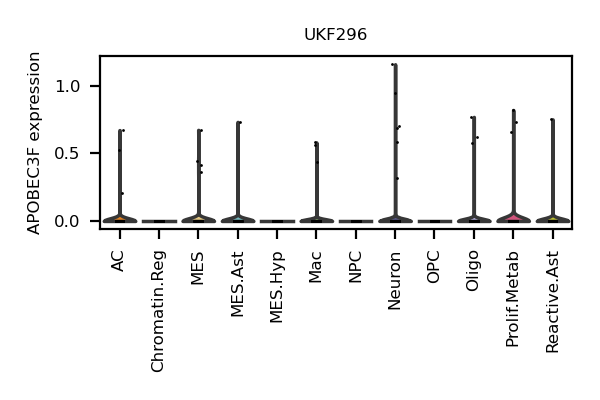 UKF296
APOBEC3F expression
1.0
0.5
0.0
AC
Chromatin.Reg
MES
MES.Ast
MES.Hyp
Mac
NPC
Neuron
OPC
Oligo
Prolif.Metab
Reactive.Ast